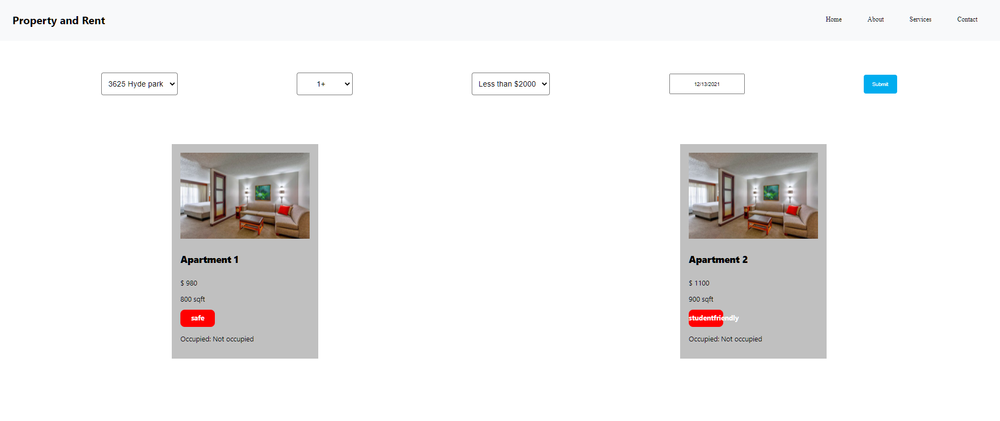 Property and Rent
Home About Services Contact
3625 Hyde park
1+
Less than $2000
12/13/2021
Submit
Apartment 1
$ 980
800 sqft
safe
Occupied: Not occupied
Apartment 2
$ 1100
900 sqft
studentfriendly
Occupied: Not occupied